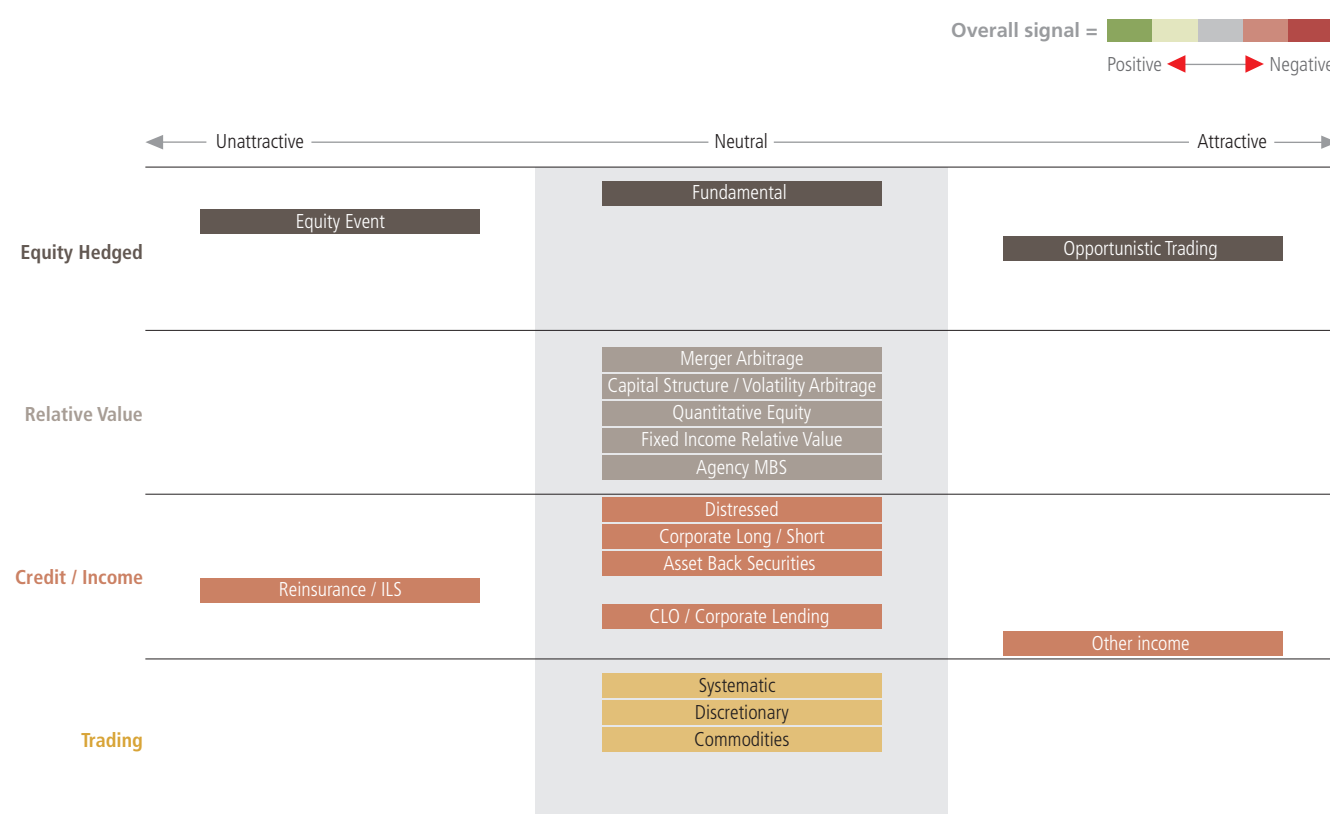 Overall signal =
Positive Negative
Unattractive Neutral Attractive
Fundamental
Equity Event
Equity Hedged
Opportunistic Trading
Merger Arbitrage
Capital Structure / Volatility Arbitrage
Relative Value
Quantitative Equity
Fixed Income Relative Value
Agency MBS
Distressed
Corporate Long / Short
Asset Back Securities
Credit / Income
Reinsurance / ILS
CLO / Corporate Lending
Other income
Systematic
Discretionary
Trading
Commodities